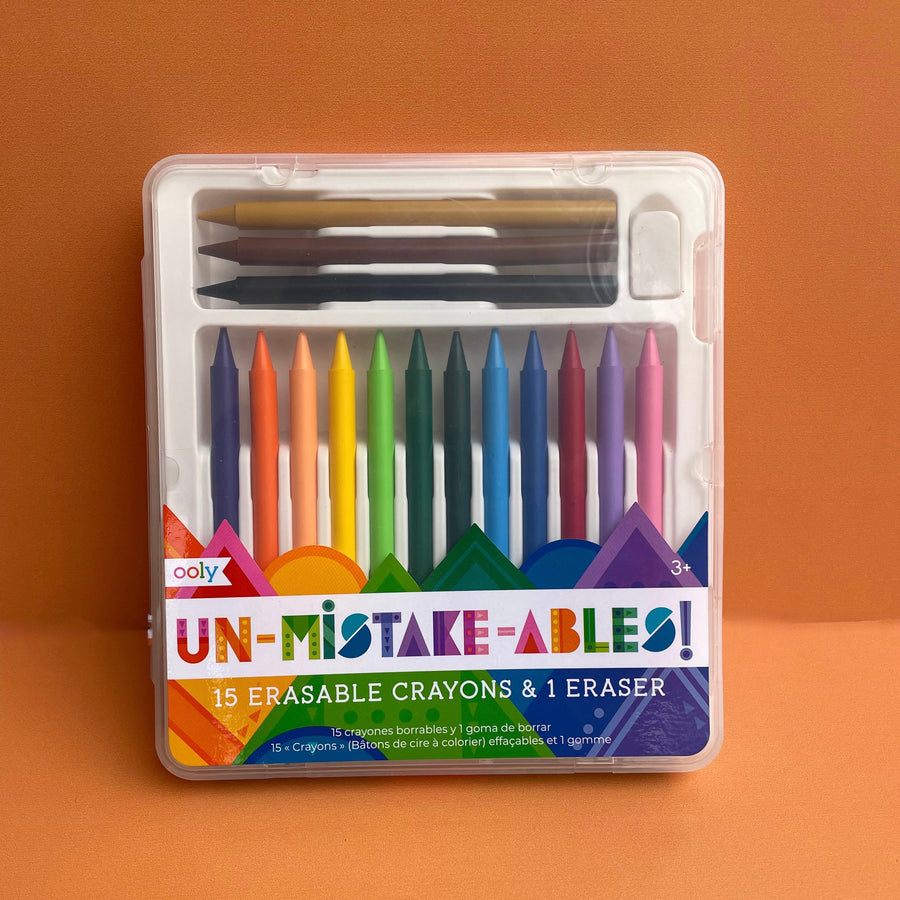 ooly
3+
UN-MiSTAKE-ABLES!
15 ERASABLE CRAYONS & 1 ERASER
15 crayones borrables y 1 goma de borrar
15 « Crayons » (Bâtons de cire à colorier) effaçables et 1 gomme